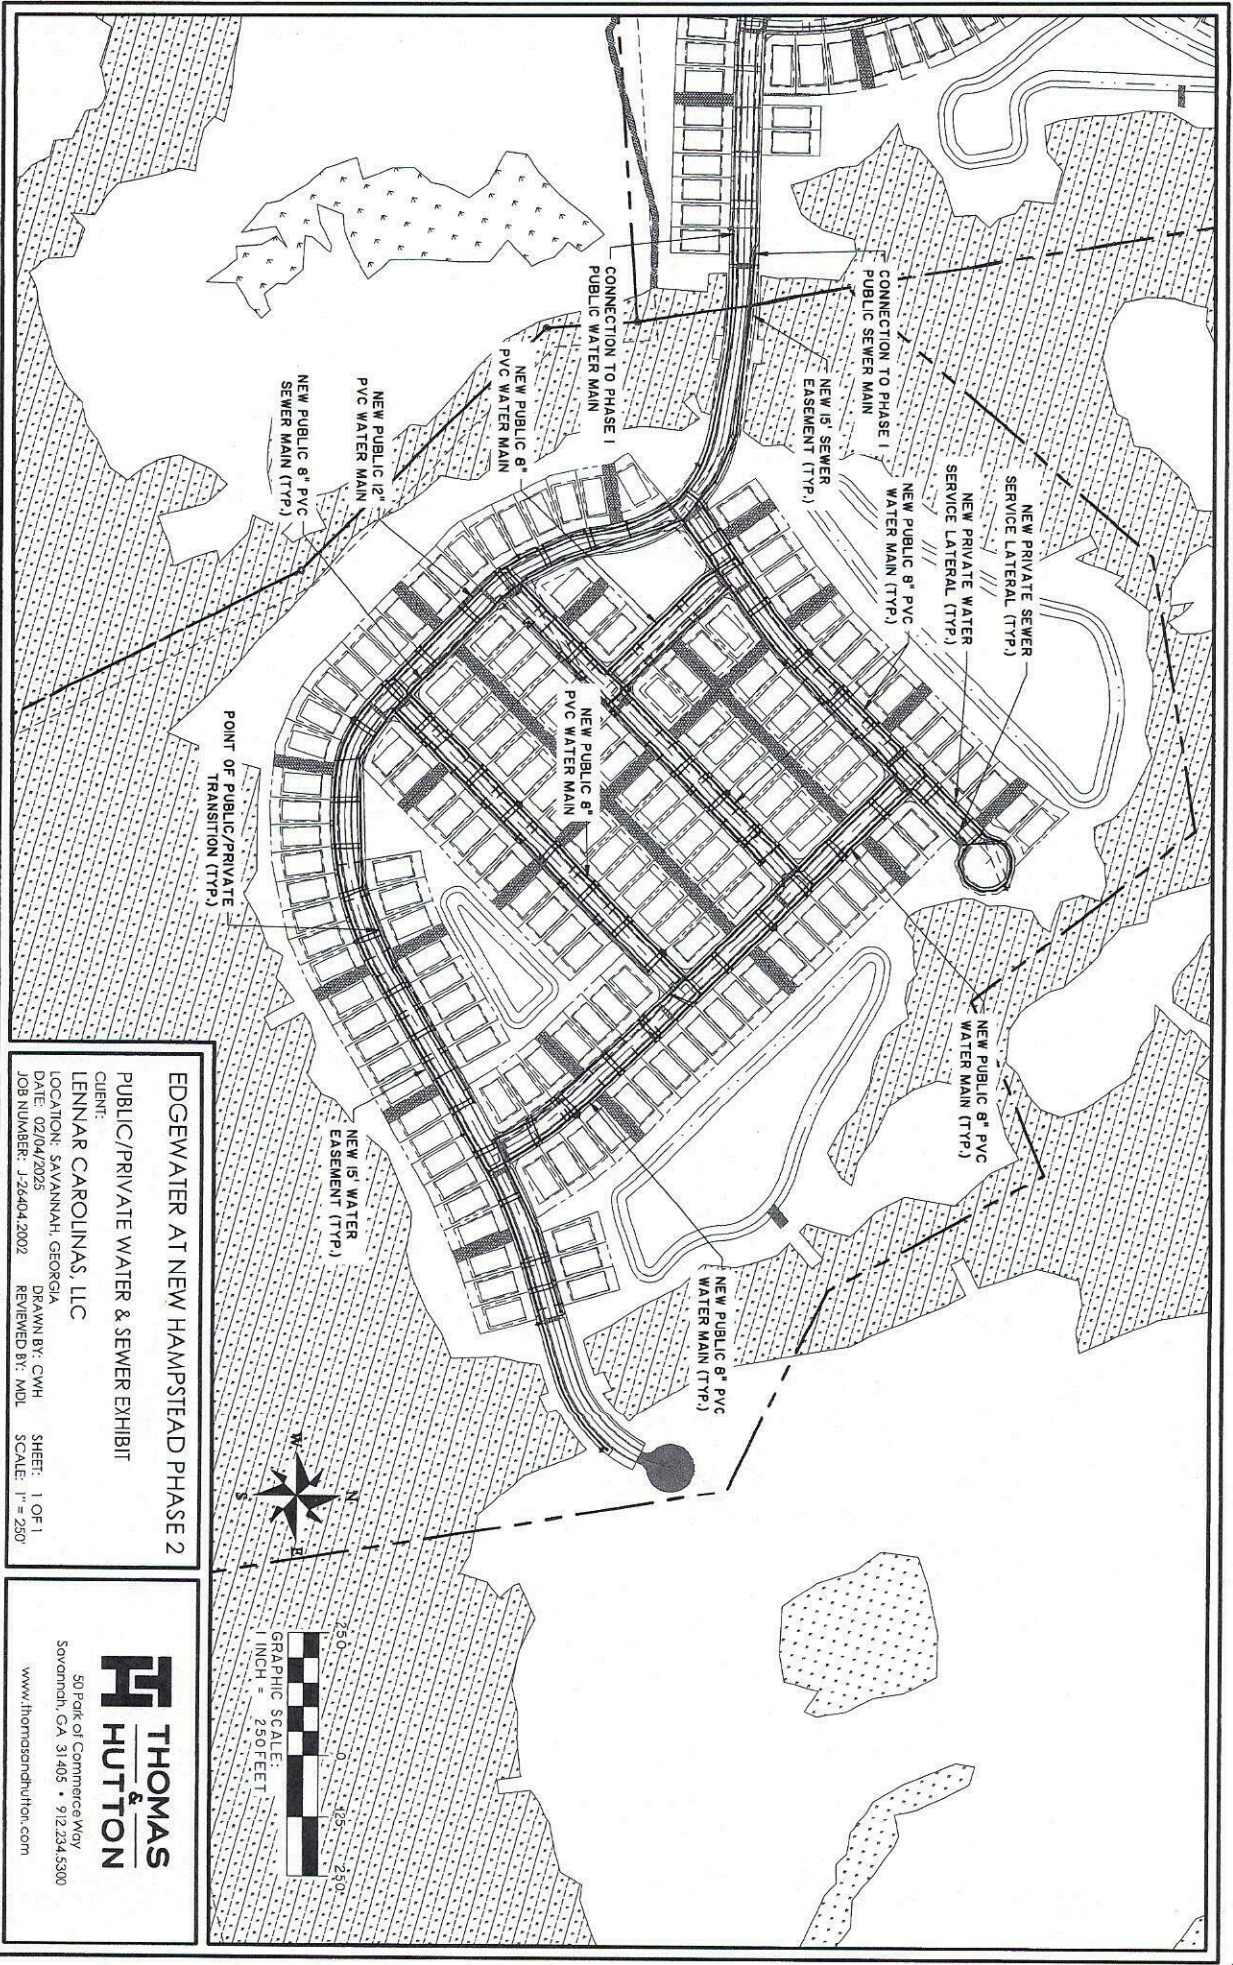 CONNECTION TO PHASE 1
PUBLIC SEWER MAIN
NEW 15' SEWER
EASEMENT (TYP.)
NEW PRIVATE SEWER
SERVICE LATERAL (TYP.)
NEW PRIVATE WATER
SERVICE LATERAL (TYP.)
NEW PUBLIC 8" PVC
WATER MAIN (TYP.)
NEW PUBLIC 8" PVC
WATER MAIN (TYP.)
NEW PUBLIC 8" PVC
WATER MAIN (TYP.)
CONNECTION TO PHASE 1
PUBLIC WATER MAIN
NEW PUBLIC 8"
PVC WATER MAIN
NEW PUBLIC 8"
PVC WATER MAIN
NEW PUBLIC 12"
PVC WATER MAIN
NEW PUBLIC 8" PVC
SEWER MAIN (TYP.)
POINT OF PUBLIC/PRIVATE
TRANSITION (TYP.)
NEW 15' WATER
EASEMENT (TYP.)
N
W
E
S
250 0 125 250
GRAPHIC SCALE:
1 INCH = 250 FEET
EDGEWATER AT NEW HAMPSTEAD PHASE 2
PUBLIC/PRIVATE WATER & SEWER EXHIBIT
CLIENT:
LENNAR CAROLINAS, LLC
LOCATION: SAVANNAH, GEORGIA
DATE: 02/04/2025 DRAWN BY: CWH SHEET: 1 OF 1
JOB NUMBER: J-26404.2002 REVIEWED BY: MDL SCALE: 1" = 250'
THOMAS
&
HUTTON
50 Park of Commerce Way
Savannah, GA 31405 • 912.234.5300
www.thomasandhutton.com